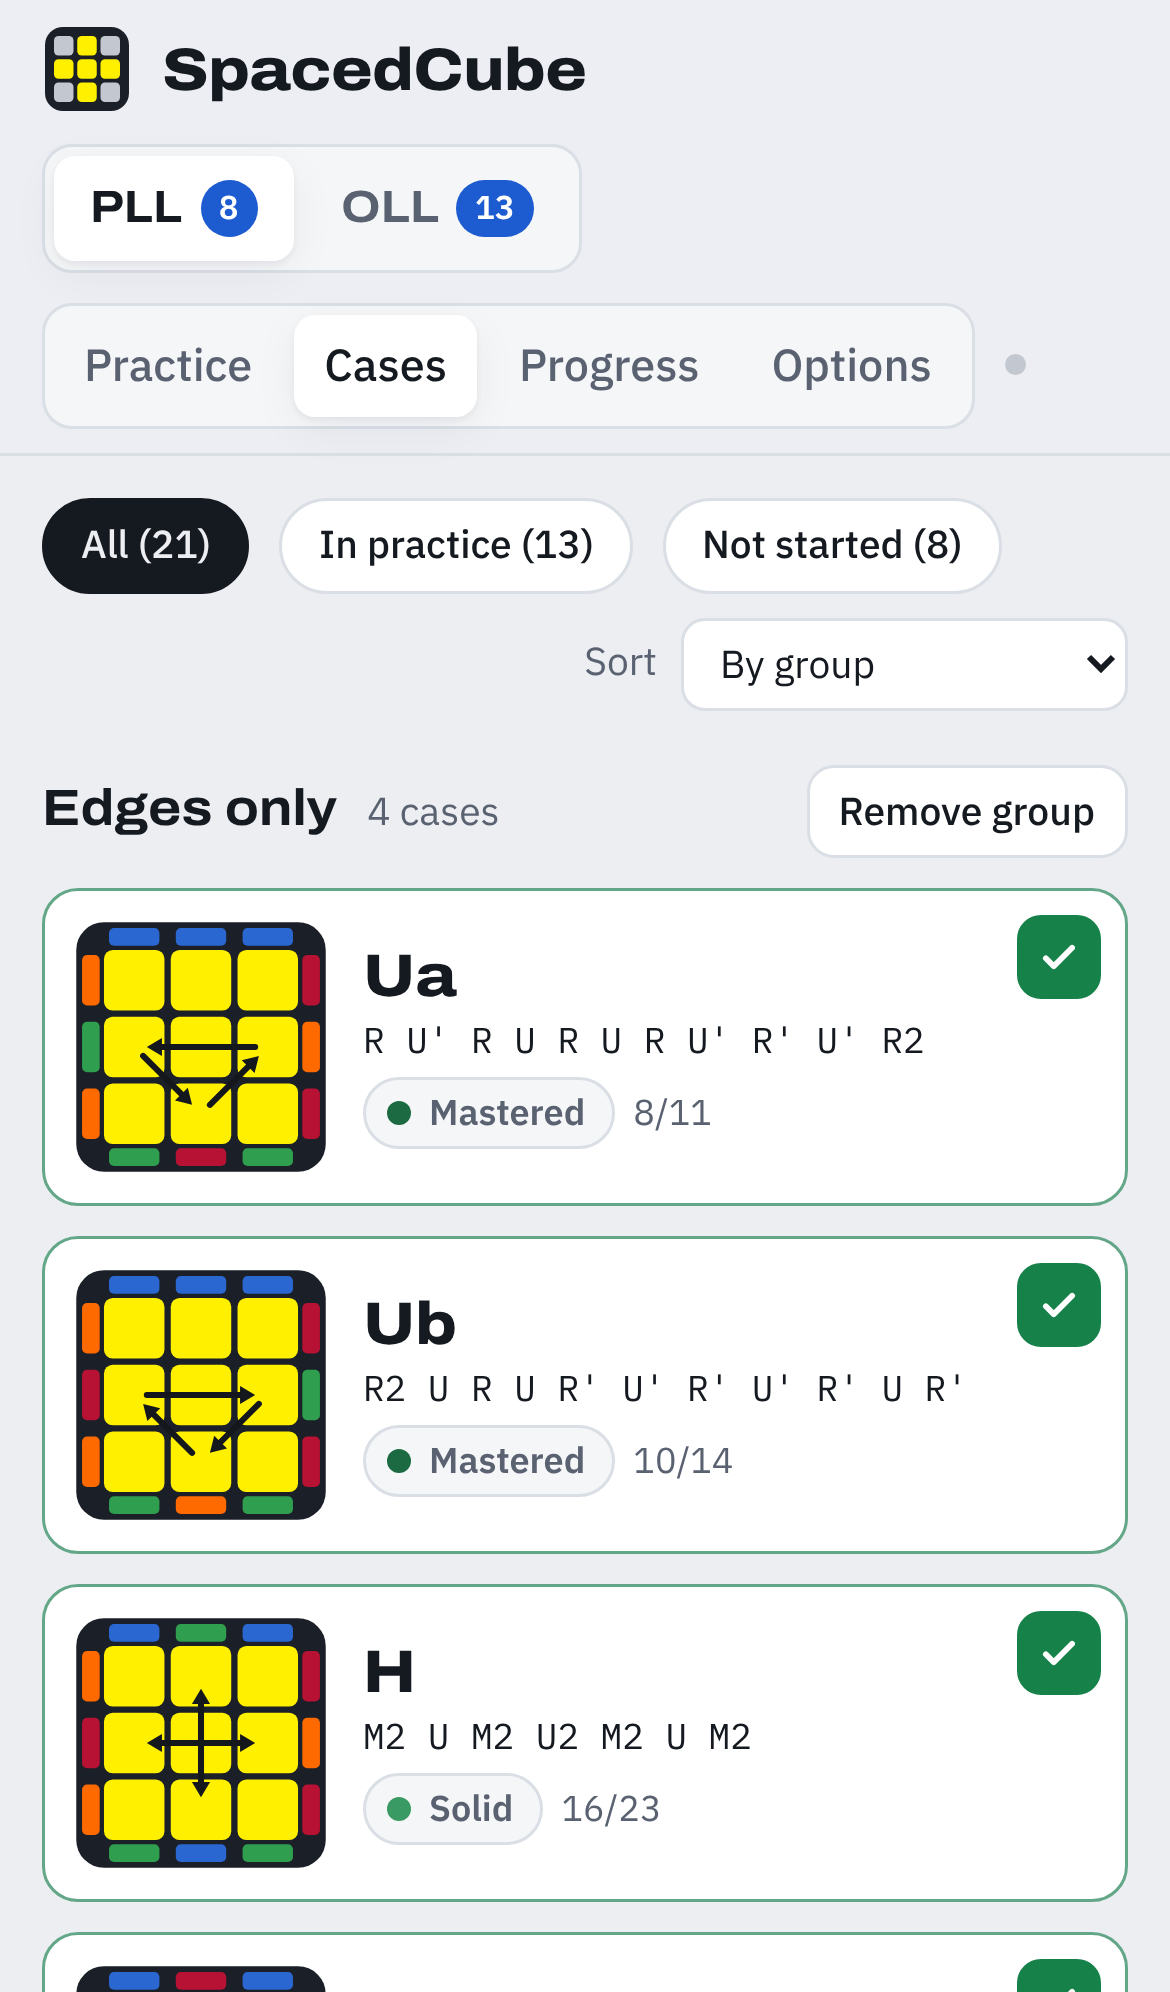 SpacedCube
PLL 8 OLL 13
Practice Cases Progress Options
All (21) In practice (13) Not started (8)
Sort By group
Edges only 4 cases Remove group
Ua
R U' R U R U R U' R' U' R2
Mastered 8/11
Ub
R2 U R U R' U' R' U' R' U R'
Mastered 10/14
H
M2 U M2 U2 M2 U M2
Solid 16/23